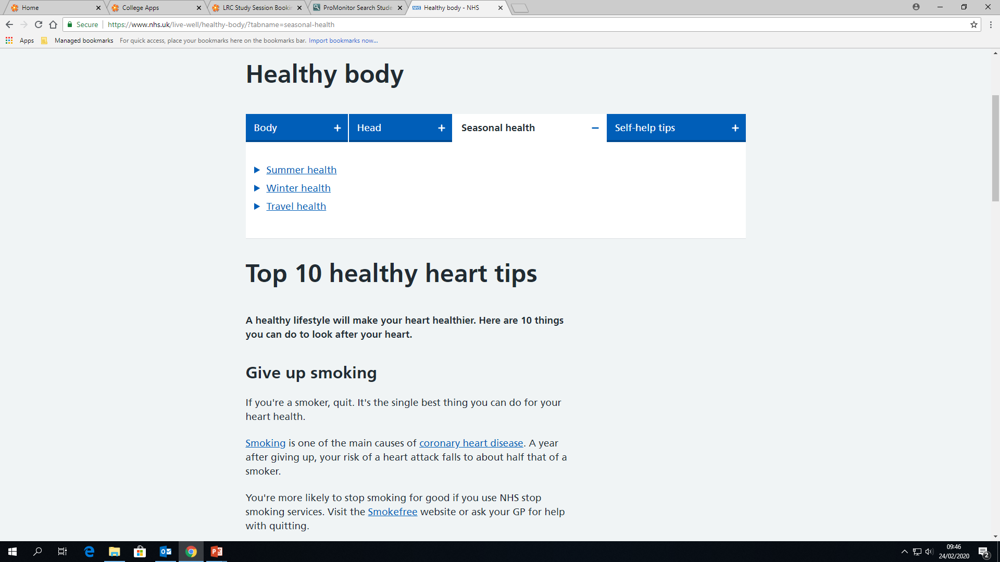 Home
College Apps
LRC Study Session Bookin
ProMonitor Search Stude
NHS Healthy body - NHS
Secure https://www.nhs.uk/live-well/healthy-body/?tabname=seasonal-health
Apps Managed bookmarks For quick access, place your bookmarks here on the bookmarks bar. Import bookmarks now...
Healthy body
Body
Head
Seasonal health
Self-help tips
Summer health
Winter health
Travel health
Top 10 healthy heart tips
A healthy lifestyle will make your heart healthier. Here are 10 things
you can do to look after your heart.
Give up smoking
If you're a smoker, quit. It's the single best thing you can do for your
heart health.
Smoking is one of the main causes of coronary heart disease. A year
after giving up, your risk of a heart attack falls to about half that of a
smoker.
You're more likely to stop smoking for good if you use NHS stop
smoking services. Visit the Smokefree website or ask your GP for help
with quitting.
09:46
24/02/2020
2